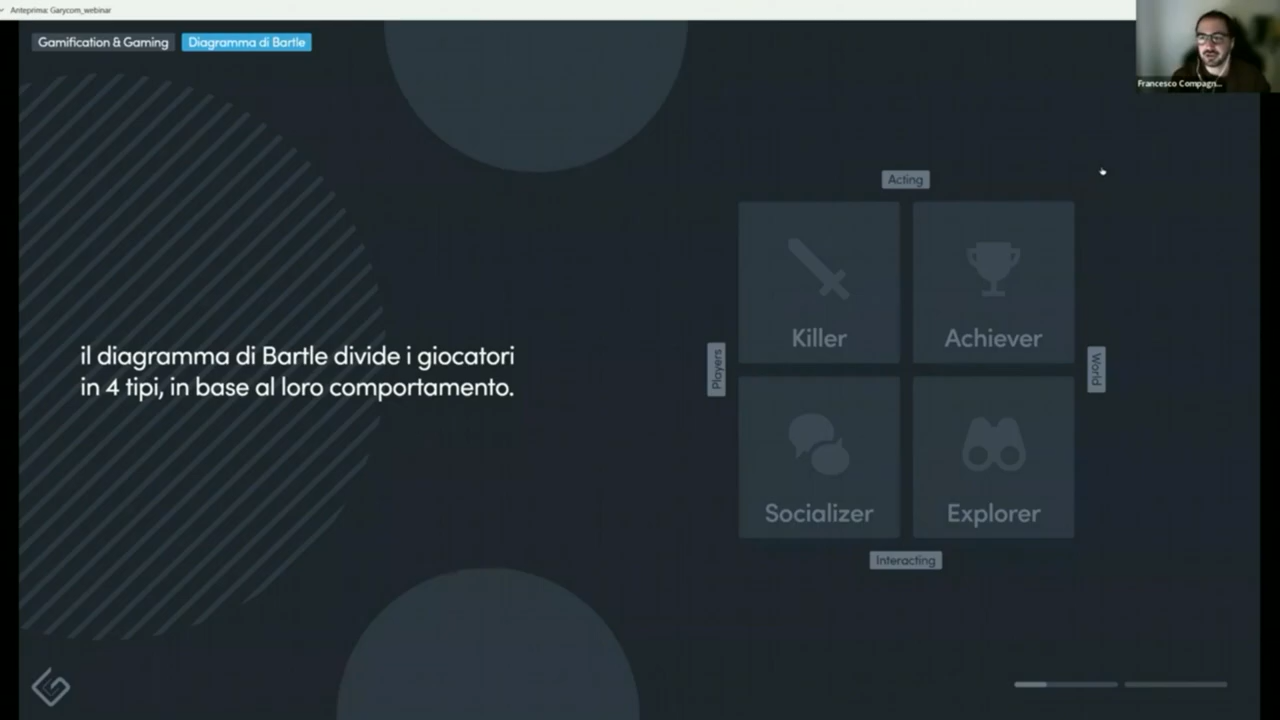 Anteprima: Garycom_webinar
Gamification & Gaming
Diagramma di Bartle
Francesco Compagn...
il diagramma di Bartle divide i giocatori
in 4 tipi, in base al loro comportamento.
Acting
Players
Killer
Achiever
World
Socializer
Explorer
Interacting